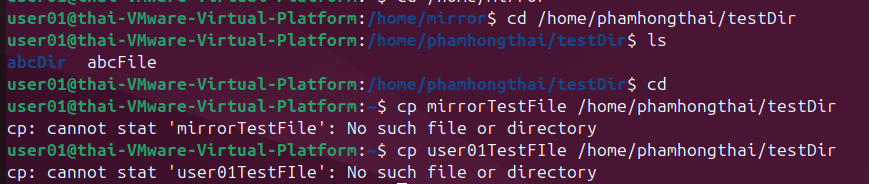 user01@thai-VMware-Virtual-Platform:/home/mirror$ cd /home/phamhongthai/testDir
user01@thai-VMware-Virtual-Platform:/home/phamhongthai/testDir$ ls
abcDir  abcFile
user01@thai-VMware-Virtual-Platform:/home/phamhongthai/testDir$ cd
user01@thai-VMware-Virtual-Platform:~$ cp mirrorTestFile /home/phamhongthai/testDir
cp: cannot stat 'mirrorTestFile': No such file or directory
user01@thai-VMware-Virtual-Platform:~$ cp user01TestFIle /home/phamhongthai/testDir
cp: cannot stat 'user01TestFIle': No such file or directory